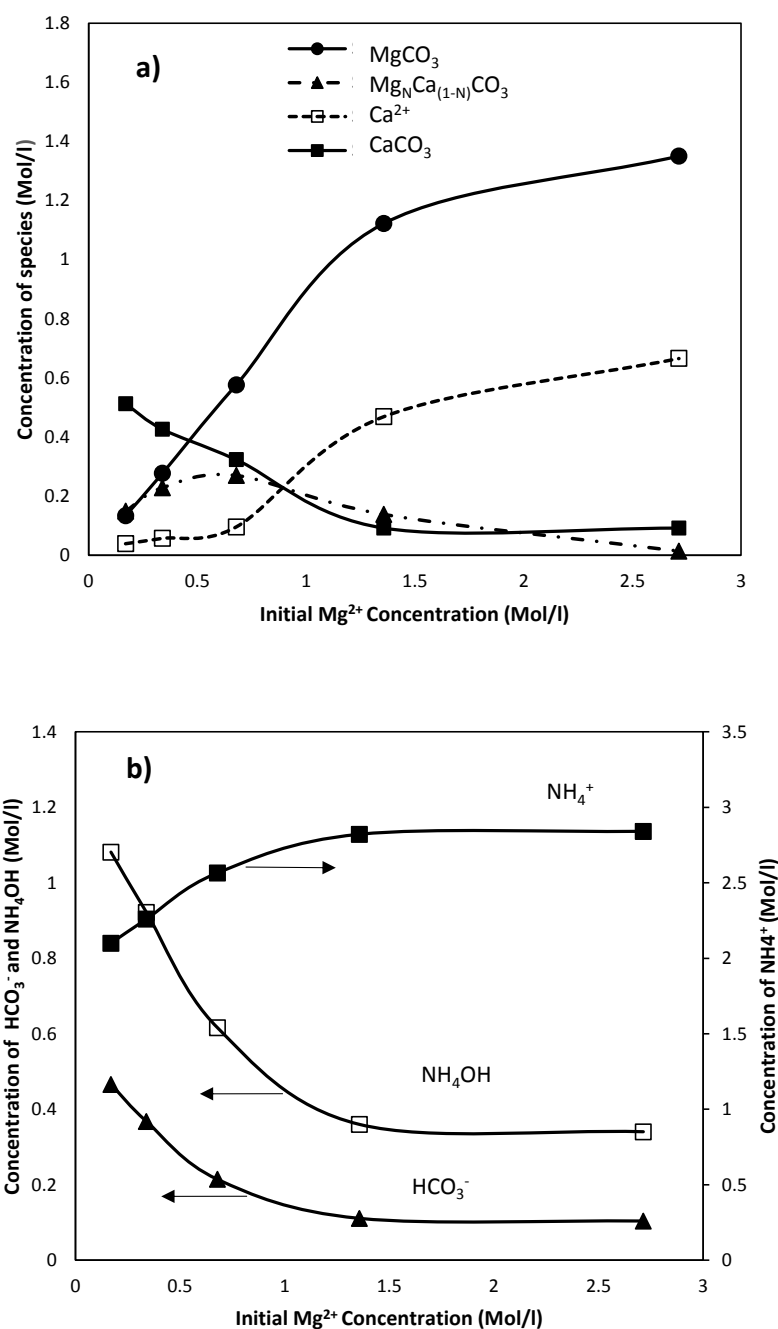 a)
MgCO₃
Mg_NCa_(1-N)CO₃
Ca²⁺
CaCO₃
Concentration of species (Mol/l)
1.8
1.6
1.4
1.2
1
0.8
0.6
0.4
0.2
0
0 0.5 1 1.5 2 2.5 3
Initial Mg²⁺ Concentration (Mol/l)
b)
NH₄⁺
NH₄OH
HCO₃⁻
Concentration of HCO₃⁻ and NH₄OH (Mol/l)
1.4
1.2
1
0.8
0.6
0.4
0.2
0
3.5
3
2.5
2
1.5
1
0.5
0
Concentration of NH4⁺ (Mol/l)
0 0.5 1 1.5 2 2.5 3
Initial Mg²⁺ Concentration (Mol/l)